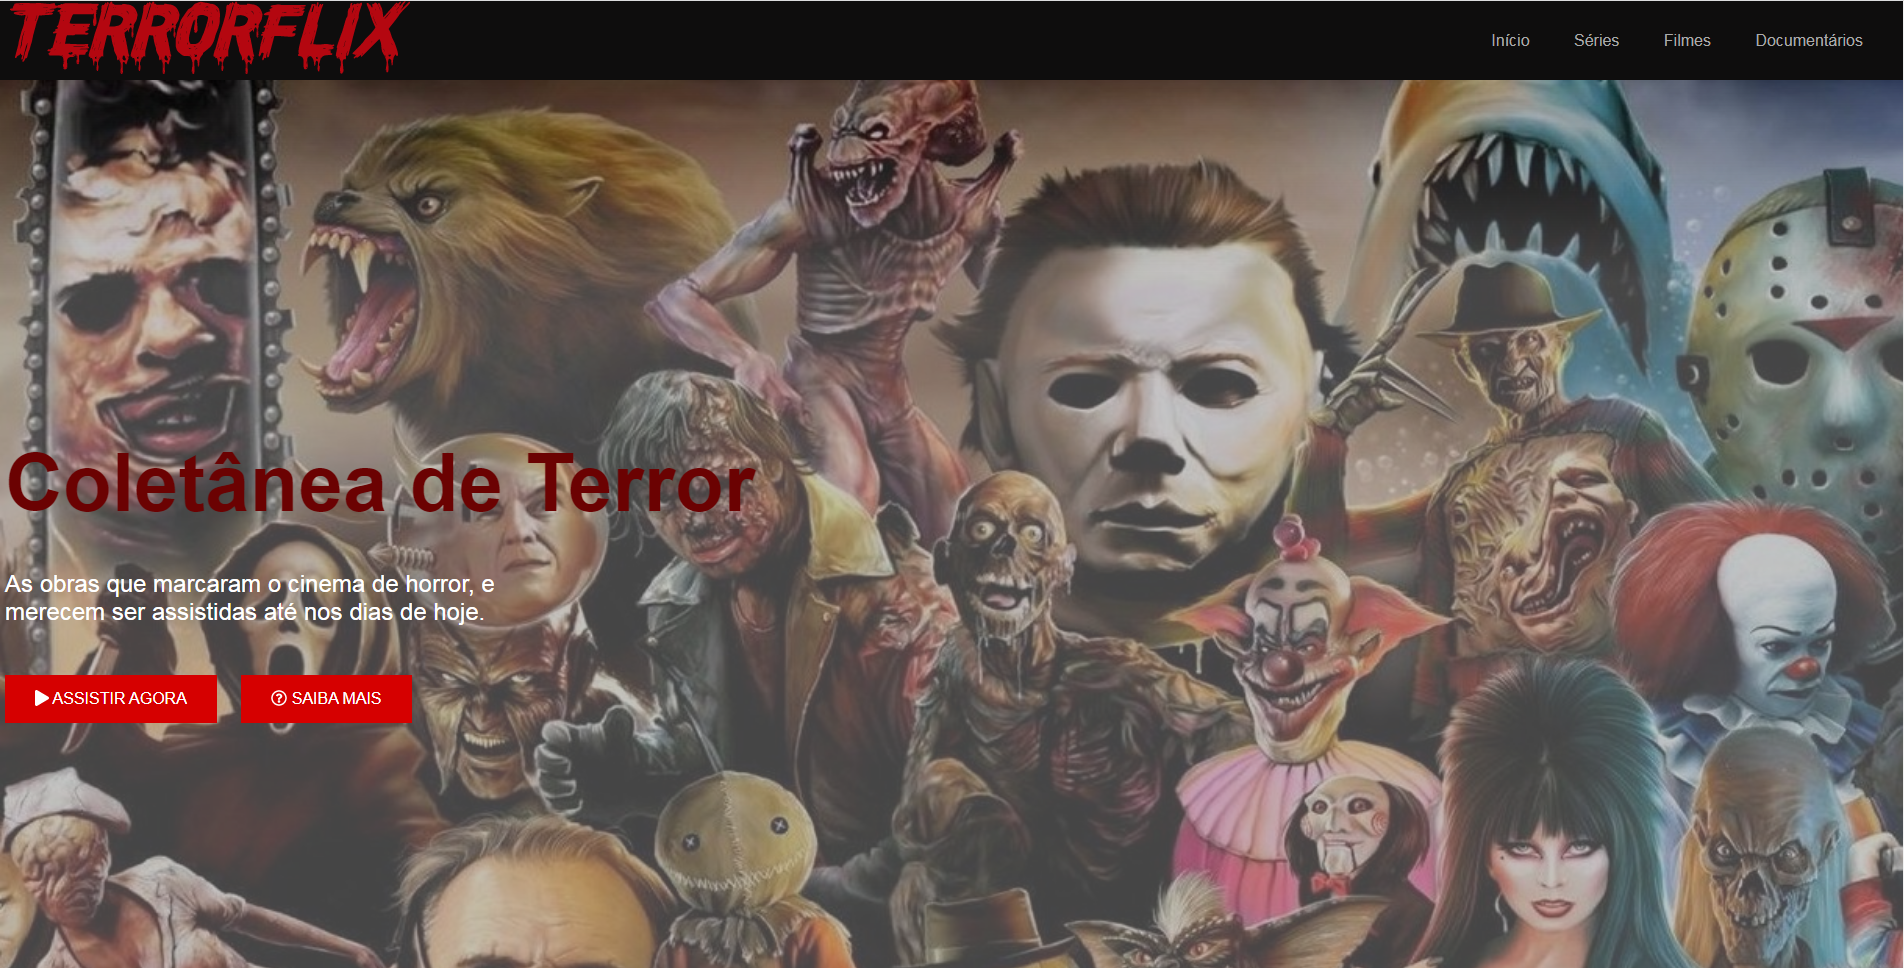 TERRORFLIX
Início Séries Filmes Documentários
Coletânea de Terror
As obras que marcaram o cinema de horror, e
merecem ser assistidas até nos dias de hoje.
ASSISTIR AGORA SAIBA MAIS